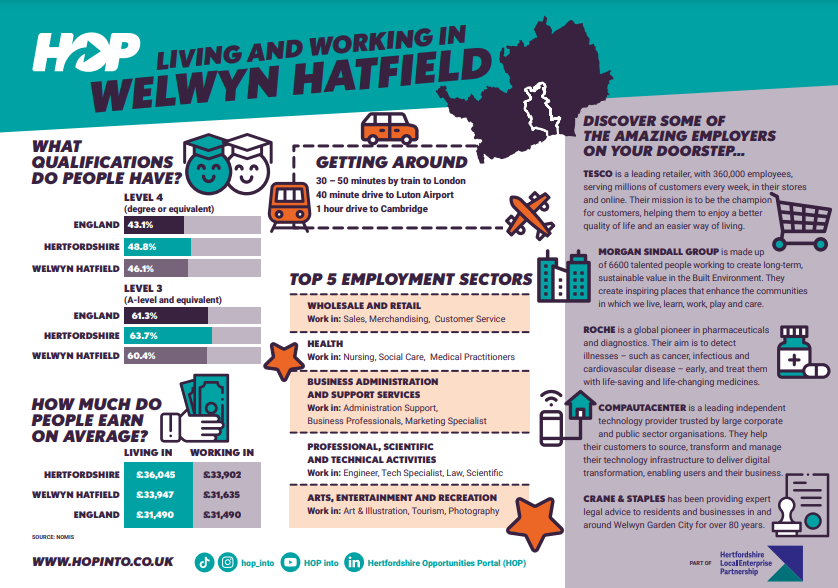 HOP
LIVING AND WORKING IN
WELWYN HATFIELD
WHAT
QUALIFICATIONS
DO PEOPLE HAVE?
LEVEL 4
(degree or equivalent)
ENGLAND 43.1%
HERTFORDSHIRE 48.8%
WELWYN HATFIELD 46.1%
LEVEL 3
(A-level and equivalent)
ENGLAND 61.3%
HERTFORDSHIRE 63.7%
WELWYN HATFIELD 60.4%
HOW MUCH DO
PEOPLE EARN
ON AVERAGE?
LIVING IN WORKING IN
HERTFORDSHIRE £36,045 £33,902
WELWYN HATFIELD £33,947 £31,635
ENGLAND £31,490 £31,490
SOURCE: NOMIS
GETTING AROUND
30 – 50 minutes by train to London
40 minute drive to Luton Airport
1 hour drive to Cambridge
TOP 5 EMPLOYMENT SECTORS
WHOLESALE AND RETAIL
Work in: Sales, Merchandising, Customer Service
HEALTH
Work in: Nursing, Social Care, Medical Practitioners
BUSINESS ADMINISTRATION
AND SUPPORT SERVICES
Work in: Administration Support,
Business Professionals, Marketing Specialist
PROFESSIONAL, SCIENTIFIC
AND TECHNICAL ACTIVITIES
Work in: Engineer, Tech Specialist, Law, Scientific
ARTS, ENTERTAINMENT AND RECREATION
Work in: Art & Illustration, Tourism, Photography
DISCOVER SOME OF
THE AMAZING EMPLOYERS
ON YOUR DOORSTEP...
TESCO is a leading retailer, with 360,000 employees,
serving millions of customers every week, in their stores
and online. Their mission is to be the champion
for customers, helping them to enjoy a better
quality of life and an easier way of living.
MORGAN SINDALL GROUP is made up
of 6600 talented people working to create long-term,
sustainable value in the Built Environment. They
create inspiring places that enhance the communities
in which we live, learn, work, play and care.
ROCHE is a global pioneer in pharmaceuticals
and diagnostics. Their aim is to detect
illnesses – such as cancer, infectious and
cardiovascular disease – early, and treat them
with life-saving and life-changing medicines.
COMPUTACENTER is a leading independent
technology provider trusted by large corporate
and public sector organisations. They help
their customers to source, transform and manage
their technology infrastructure to deliver digital
transformation, enabling users and their business.
CRANE & STAPLES has been providing expert
legal advice to residents and businesses in and
around Welwyn Garden City for over 80 years.
WWW.HOPINTO.CO.UK
hop_into
HOP into
in
Hertfordshire Opportunities Portal (HOP)
PART OF
Hertfordshire
Local Enterprise
Partnership